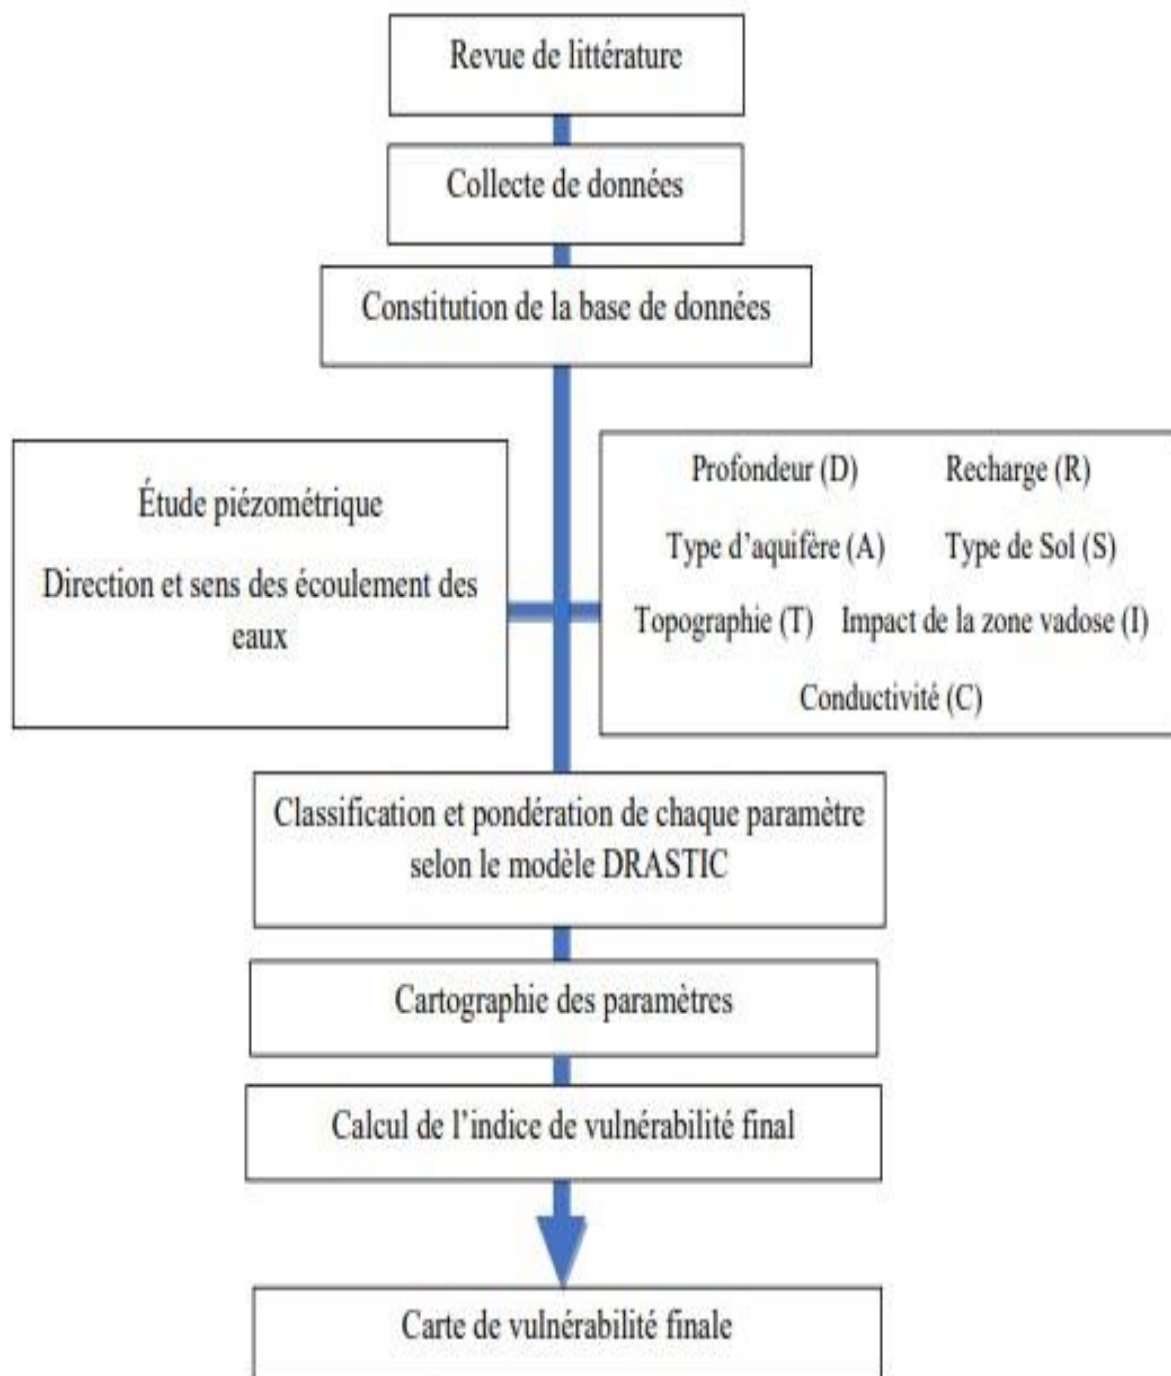 Revue de littérature
Collecte de données
Constitution de la base de données
Étude piézométrique
Direction et sens des écoulement des
eaux
Profondeur (D) Recharge (R)
Type d'aquifère (A) Type de Sol (S)
Topographie (T) Impact de la zone vadose (I)
Conductivité (C)
Classification et pondération de chaque paramètre
selon le modèle DRASTIC
Cartographie des paramètres
Calcul de l'indice de vulnérabilité final
Carte de vulnérabilité finale